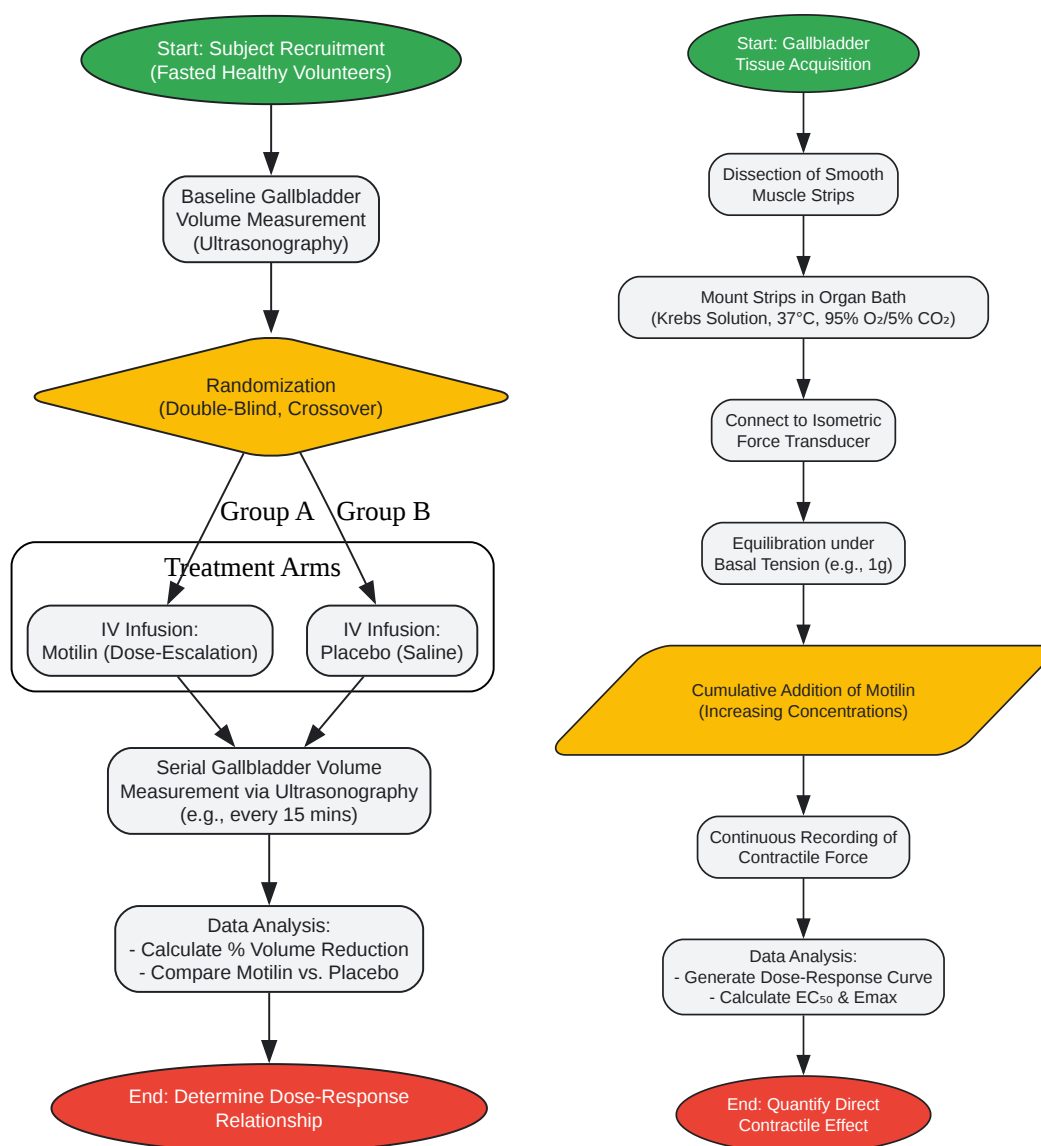 Start: Subject Recruitment
(Fasted Healthy Volunteers)
Baseline Gallbladder
Volume Measurement
(Ultrasonography)
Randomization
(Double-Blind, Crossover)
Group A
Group B
Treatment Arms
IV Infusion:
Motilin (Dose-Escalation)
IV Infusion:
Placebo (Saline)
Serial Gallbladder Volume
Measurement via Ultrasonography
(e.g., every 15 mins)
Data Analysis:
- Calculate % Volume Reduction
- Compare Motilin vs. Placebo
End: Determine Dose-Response
Relationship
Start: Gallbladder
Tissue Acquisition
Dissection of Smooth
Muscle Strips
Mount Strips in Organ Bath
(Krebs Solution, 37°C, 95% O₂/5% CO₂)
Connect to Isometric
Force Transducer
Equilibration under
Basal Tension (e.g., 1g)
Cumulative Addition of Motilin
(Increasing Concentrations)
Continuous Recording of
Contractile Force
Data Analysis:
- Generate Dose-Response Curve
- Calculate EC₅₀ & Emax
End: Quantify Direct
Contractile Effect